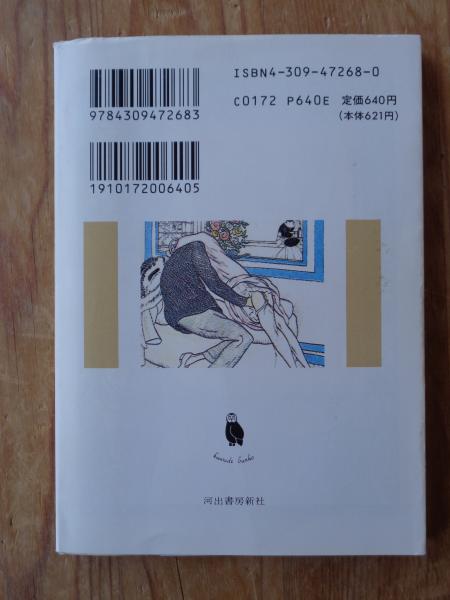 ISBN4-309-47268-0
C0172 P640E 定価640円
(本体621円)
9784309472683
1910172006405
Kawade bunko
河出書房新社